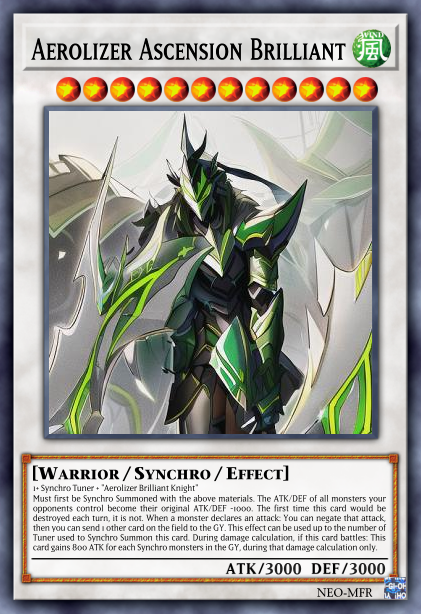 AEROLIZER ASCENSION BRILLIANT
WIND
風
[WARRIOR / SYNCHRO / EFFECT]
1+ Synchro Tuner + "Aerolizer Brilliant Knight"
Must first be Synchro Summoned with the above materials. The ATK/DEF of all monsters your
opponents control become their original ATK/DEF -1000. The first time this card would be
destroyed each turn, it is not. When a monster declares an attack: You can negate that attack,
then you can send 1 other card on the field to the GY. This effect can be used up to the number of
Tuner used to Synchro Summon this card. During damage calculation, if this card battles: This
card gains 800 ATK for each Synchro monsters in the GY, during that damage calculation only.
ATK/3000 DEF/3000
NEO-MFR